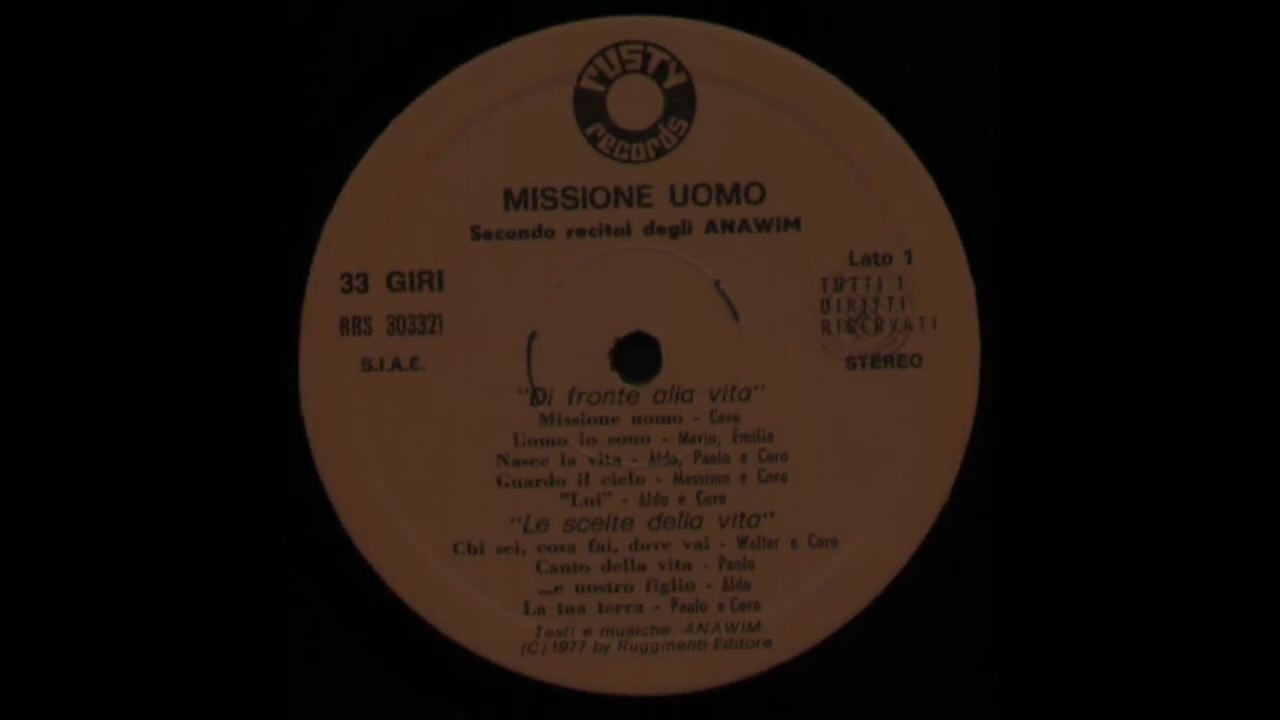 rusty
records
MISSIONE UOMO
Secondo recital degli ANAWIM
33 GIRI
RRS 303321
S.I.A.E.
Lato 1
TUTTI I
DIRITTI
RISERVATI
STEREO
"Di fronte alla vita"
Missione uomo - Coro
Uomo io sono - Mario, Emilio
Nasce la vita - Aldo, Paolo e Coro
Guardo il cielo - Massimo e Coro
"Lui" - Aldo e Coro
"Le scelte della vita"
Chi sei, cosa fai, dove vai - Walter e Coro
Canto della vita - Paolo
...e nostro figlio - Aldo
La tua terra - Paolo e Coro
Testi e musiche: ANAWIM
(C) 1977 by Rugginenti Editore